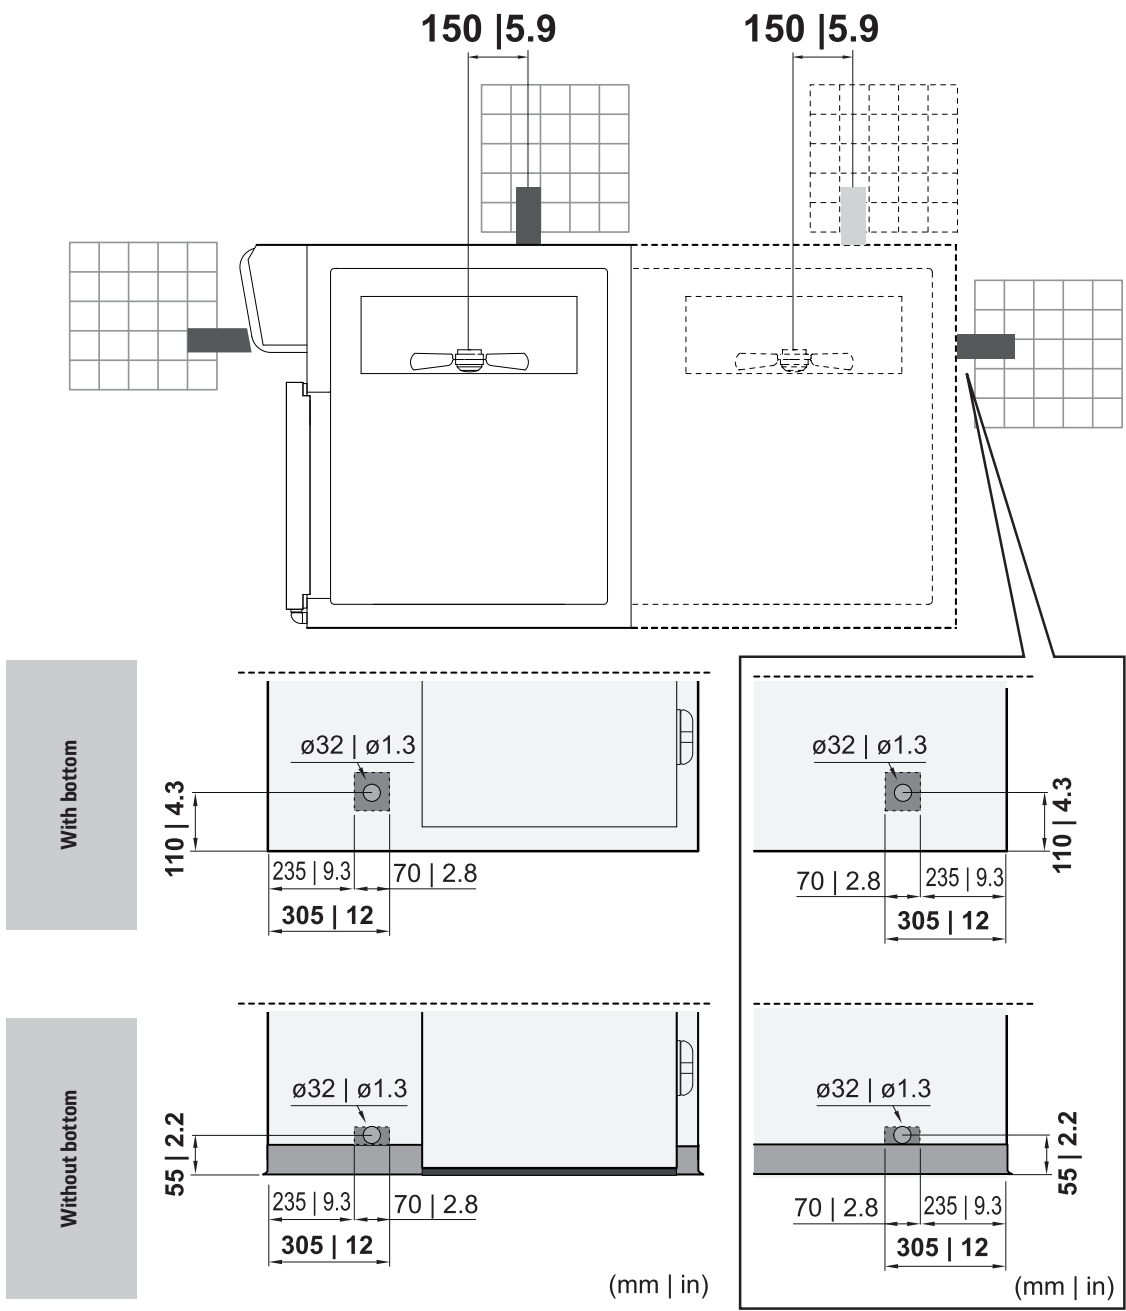 150 |5.9
150 |5.9
With bottom
ø32 | ø1.3
110 | 4.3
235 | 9.3
70 | 2.8
305 | 12
ø32 | ø1.3
110 | 4.3
70 | 2.8
235 | 9.3
305 | 12
Without bottom
ø32 | ø1.3
55 | 2.2
235 | 9.3
70 | 2.8
305 | 12
(mm | in)
ø32 | ø1.3
55 | 2.2
70 | 2.8
235 | 9.3
305 | 12
(mm | in)